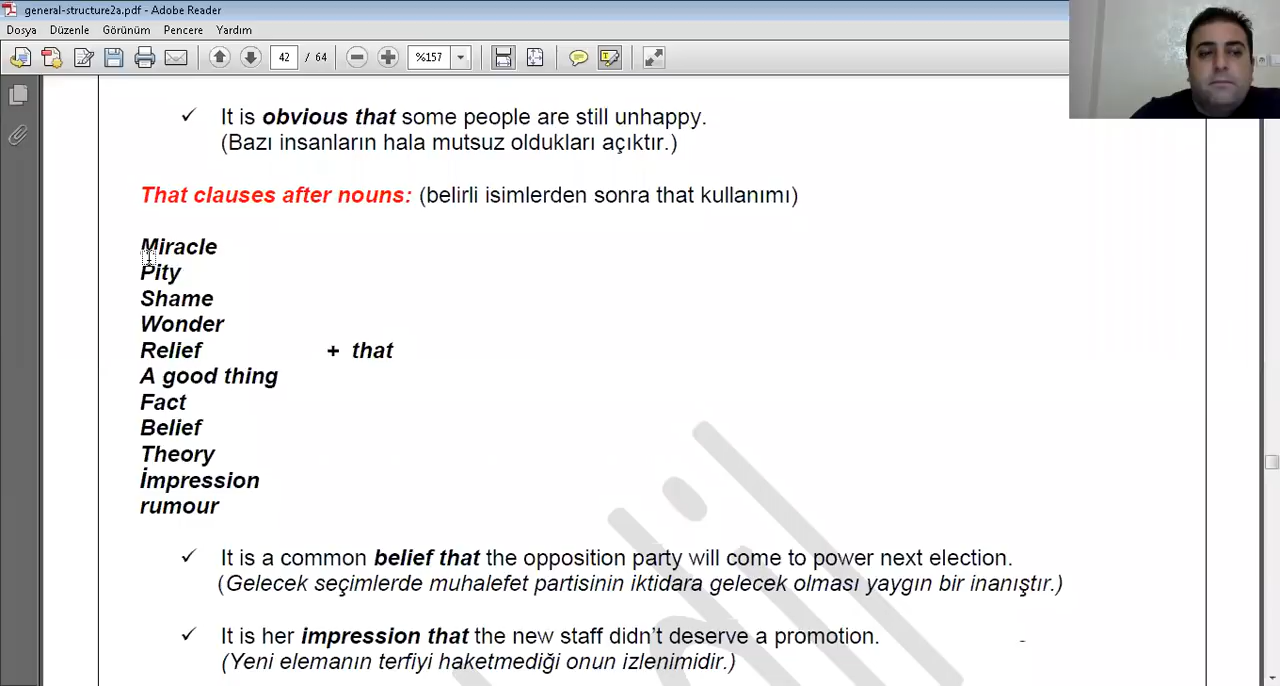 general-structure2a.pdf - Adobe Reader
Dosya Düzenle Görünüm Pencere Yardım
42 / 64 %157
✓ It is obvious that some people are still unhappy.
(Bazı insanların hala mutsuz oldukları açıktır.)
That clauses after nouns: (belirli isimlerden sonra that kullanımı)
Miracle
Pity
Shame
Wonder
Relief + that
A good thing
Fact
Belief
Theory
İmpression
rumour
✓ It is a common belief that the opposition party will come to power next election.
(Gelecek seçimlerde muhalefet partisinin iktidara gelecek olması yaygın bir inanıştır.)
✓ It is her impression that the new staff didn't deserve a promotion.
(Yeni elemanın terfiyi haketmediği onun izlenimidir.)